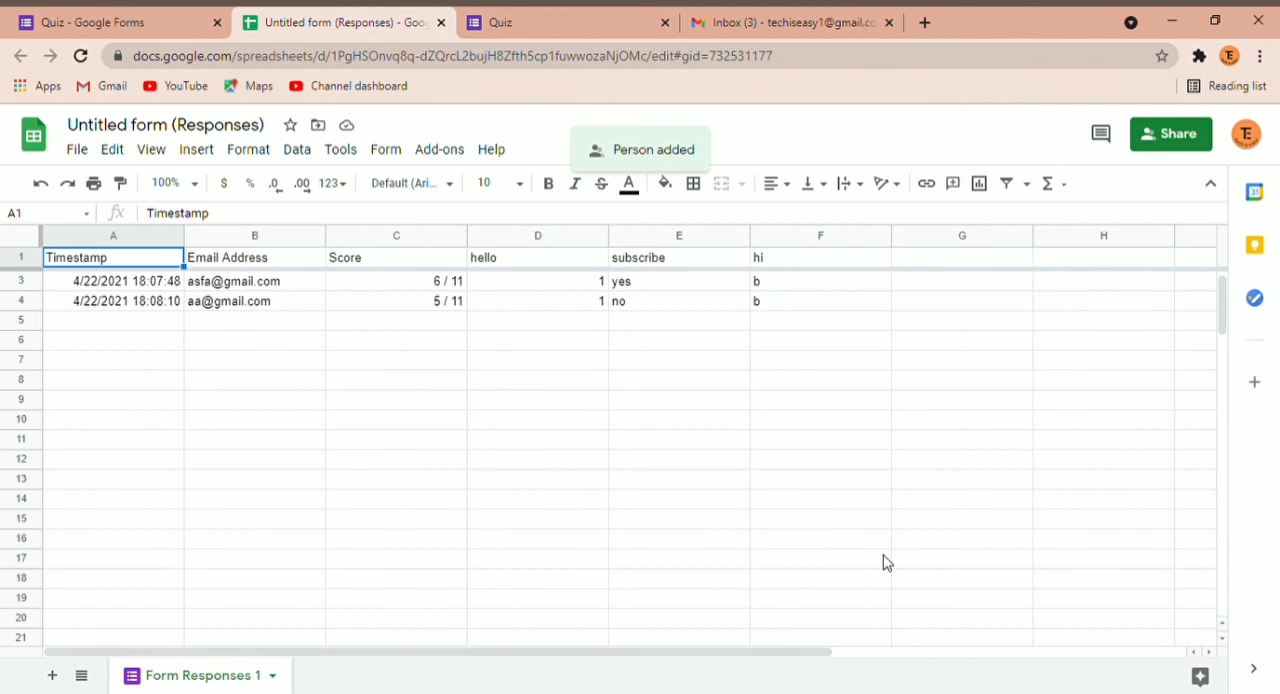 Quiz - Google Forms
Untitled form (Responses) - Goo
Quiz
Inbox (3) - techiseasy1@gmail.co
docs.google.com/spreadsheets/d/1PgHSOnvq8q-dZQrcL2bujH8Zfth5cp1fuwwozaNjOMc/edit#gid=732531177
Apps Gmail YouTube Maps Channel dashboard Reading list
Untitled form (Responses)
File Edit View Insert Format Data Tools Form Add-ons Help
Person added
Share
100% $ % .0 .00 123 Default (Ari... 10 B I S A
A1 fx Timestamp
A B C D E F G H
1 Timestamp Email Address Score hello subscribe hi
3 4/22/2021 18:07:48 asfa@gmail.com 6 / 11 1 yes b
4 4/22/2021 18:08:10 aa@gmail.com 5 / 11 1 no b
5
6
7
8
9
10
11
12
13
14
15
16
17
18
19
20
21
Form Responses 1